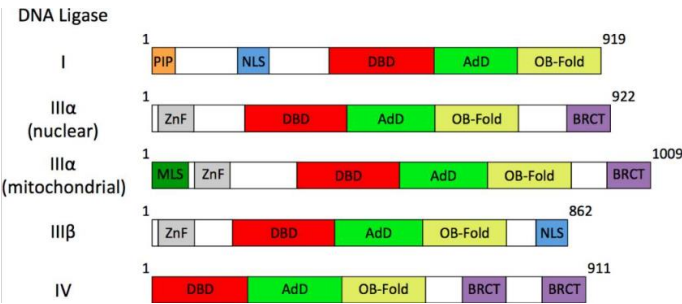 DNA Ligase
1 919
I PIP NLS DBD AdD OB-Fold
1 922
IIIα
(nuclear)
ZnF DBD AdD OB-Fold BRCT
1 1009
IIIα
(mitochondrial)
MLS ZnF DBD AdD OB-Fold BRCT
1 862
IIIβ ZnF DBD AdD OB-Fold NLS
1 911
IV DBD AdD OB-Fold BRCT BRCT